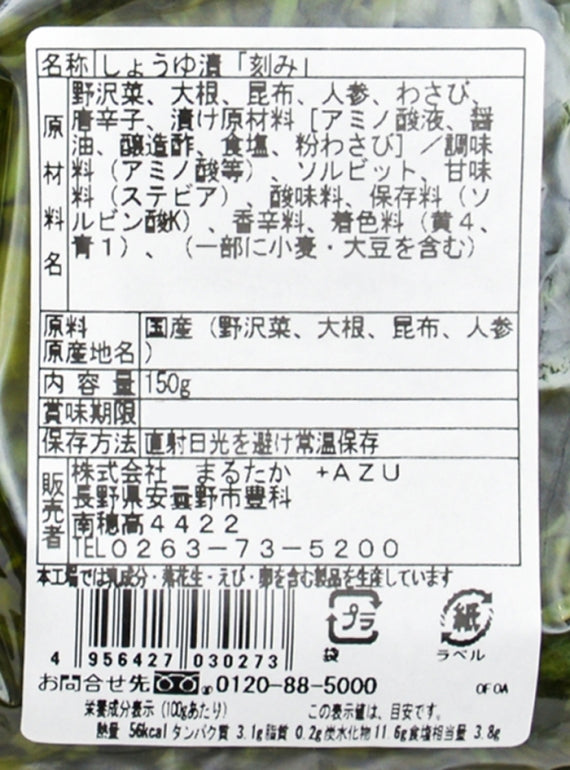 名称 しょうゆ漬「刻み」
原材料名 野沢菜、大根、昆布、人参、わさび、
唐辛子、漬け原材料［アミノ酸液、醤
油、醸造酢、食塩、粉わさび］／調味
料（アミノ酸等）、ソルビット、甘味
料（ステビア）、酸味料、保存料（ソ
ルビン酸K）、香辛料、着色料（黄４、
青１）、（一部に小麦・大豆を含む）
原料 国産（野沢菜、大根、昆布、人参
原産地名 ）
内容量 150g
賞味期限
保存方法 直射日光を避け常温保存
販売者 株式会社 まるたか +AZU
長野県安曇野市豊科
南穂高４４２２
TEL０２６３－７３－５２００
本工場では乳成分・落花生・えび・卵を含む製品を生産しています
4 956427 030273
プラ
袋
紙
ラベル
お問合せ先 0120-88-5000
OF0A
栄養成分表示（100gあたり） この表示値は、目安です。
熱量 56kcal タンパク質 3.1g 脂質 0.2g 炭水化物 11.6g 食塩相当量 3.8g